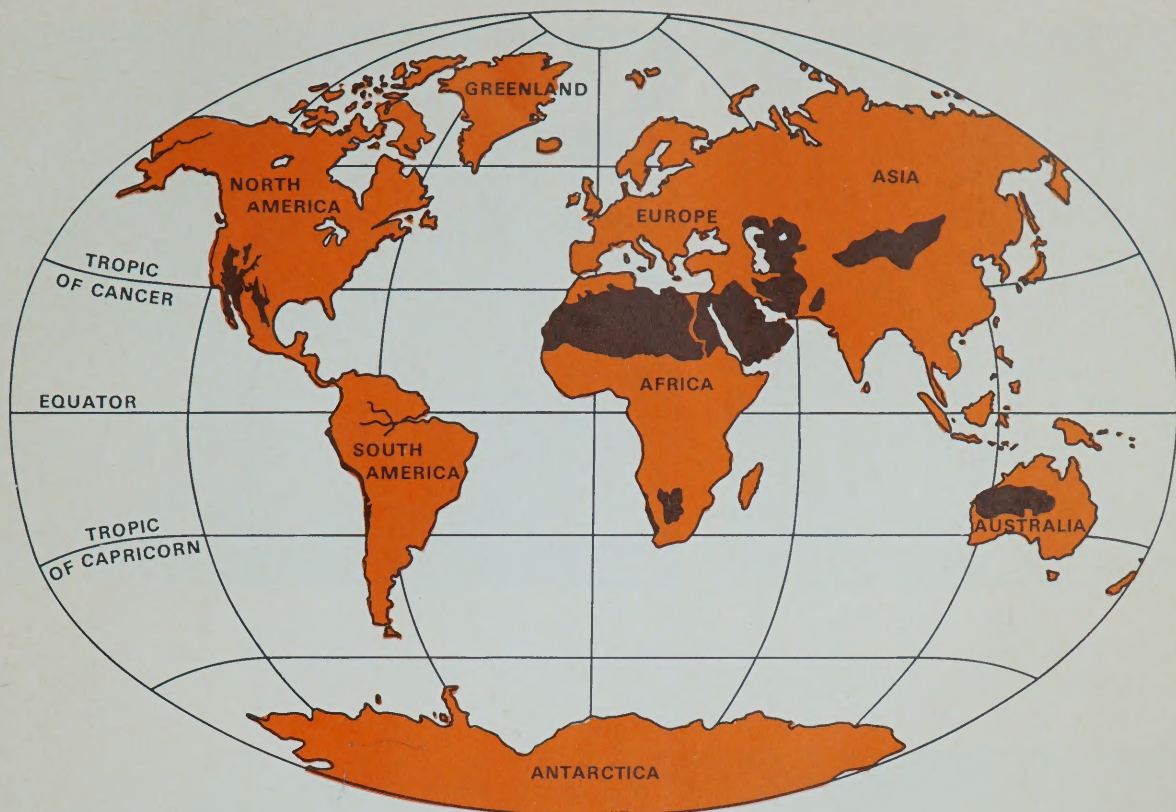 GREENLAND
NORTH
AMERICA
EUROPE
ASIA
TROPIC
OF CANCER
AFRICA
EQUATOR
SOUTH
AMERICA
TROPIC
OF CAPRICORN
AUSTRALIA
ANTARCTICA